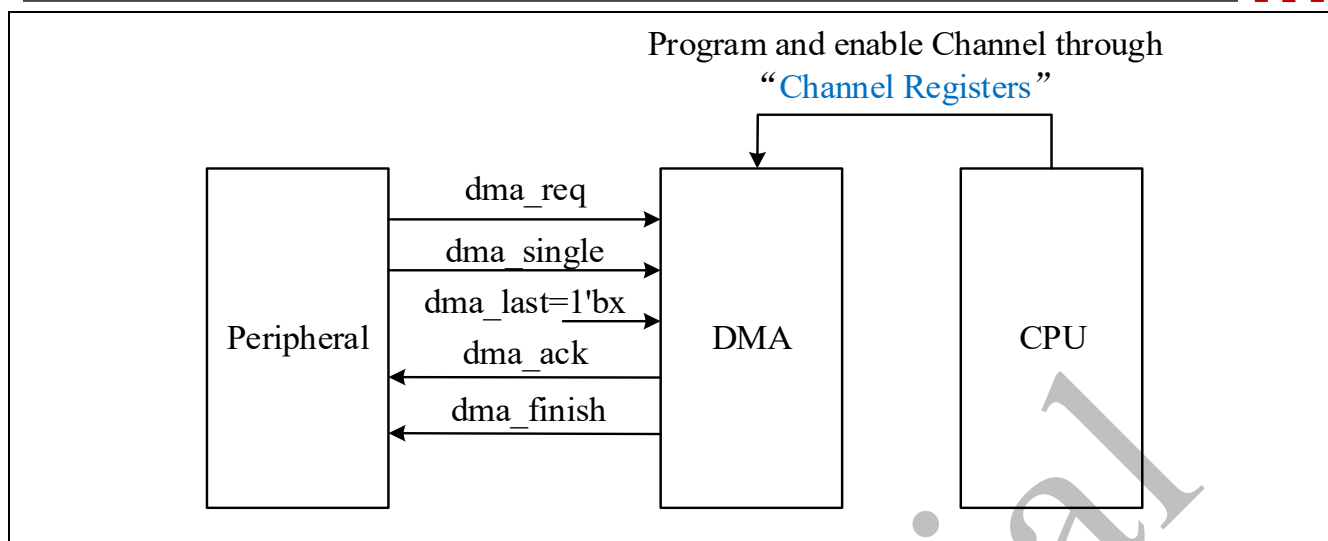 Program and enable Channel through
“Channel Registers”
dma_req
dma_single
dma_last=1'bx
Peripheral
DMA
CPU
dma_ack
dma_finish